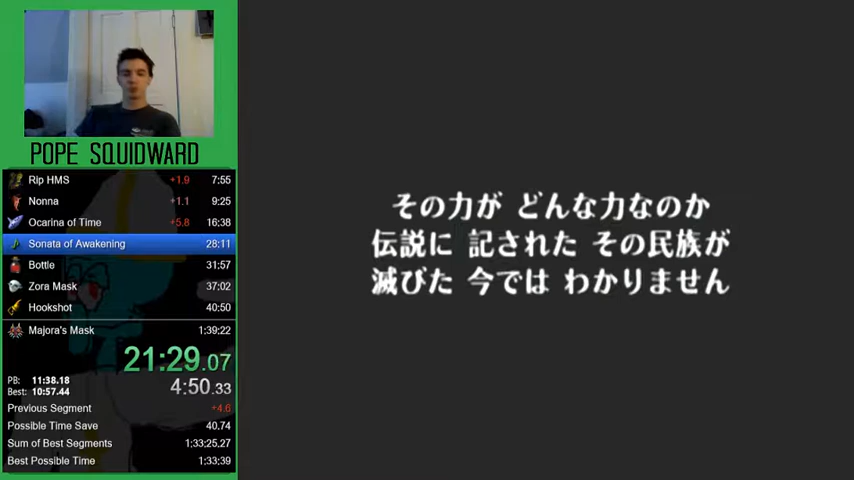 POPE SQUIDWARD
Rip HMS +1.9 7:55
Nonna +1.1 9:25
Ocarina of Time +5.8 16:38
Sonata of Awakening 28:11
Bottle 31:57
Zora Mask 37:02
Hookshot 40:50
Majora's Mask 1:39:22
21:29.07
PB: 11:38.18
Best: 10:57.44
4:50.33
Previous Segment +4.6
Possible Time Save 40.74
Sum of Best Segments 1:33:25.27
Best Possible Time 1:33:39
その力が どんな力なのか
伝説に 記された その民族が
滅びた 今では わかりません